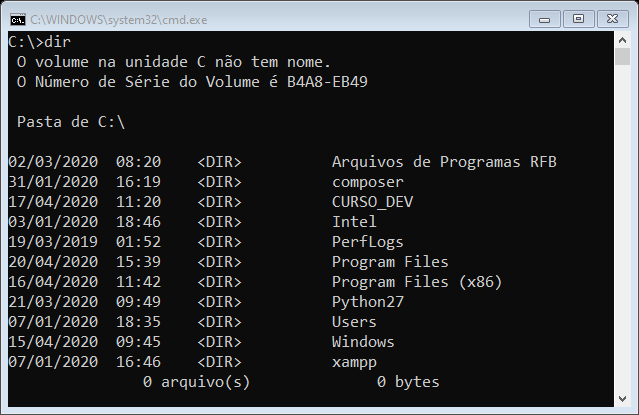 C:\WINDOWS\system32\cmd.exe
C:\>dir
O volume na unidade C não tem nome.
O Número de Série do Volume é B4A8-EB49
Pasta de C:\
02/03/2020  08:20    <DIR>          Arquivos de Programas RFB
31/01/2020  16:19    <DIR>          composer
17/04/2020  11:20    <DIR>          CURSO_DEV
03/01/2020  18:46    <DIR>          Intel
19/03/2019  01:52    <DIR>          PerfLogs
20/04/2020  15:39    <DIR>          Program Files
16/04/2020  11:42    <DIR>          Program Files (x86)
21/03/2020  09:49    <DIR>          Python27
07/01/2020  18:35    <DIR>          Users
15/04/2020  09:45    <DIR>          Windows
07/01/2020  16:46    <DIR>          xampp
0 arquivo(s)              0 bytes